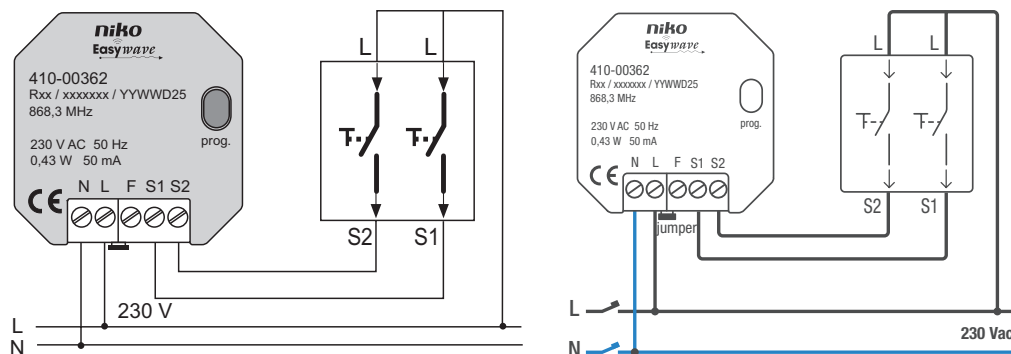 niko
Easywave
410-00362
Rxx / xxxxxxx / YYWWD25
868,3 MHz
230 V AC 50 Hz
0,43 W 50 mA
prog.
CE
N L F S1 S2
L L
S2 S1
230 V
L
N
niko
Easywave
410-00362
Rxx / xxxxxxx / YYWWD25
868,3 MHz
230 V AC 50 Hz
0,43 W 50 mA
prog.
CE
N L F S1 S2
jumper
L L
S2 S1
L
230 Vac
N